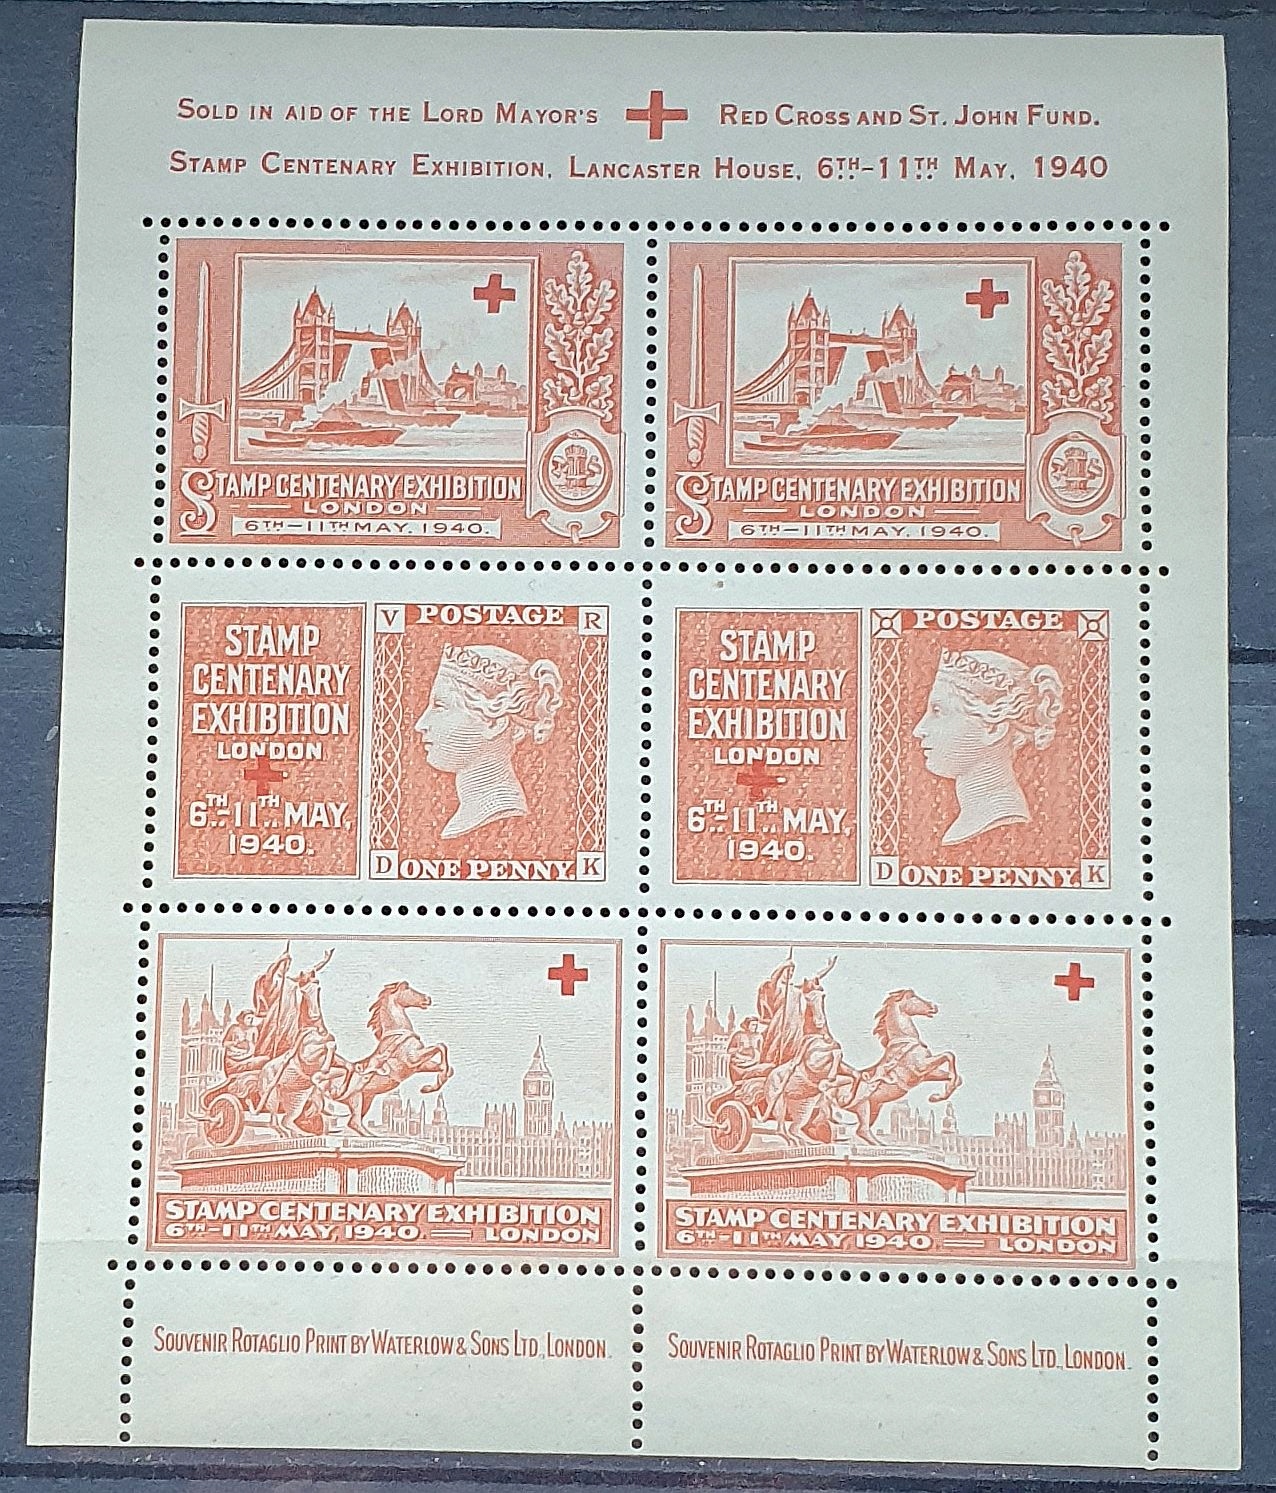 SOLD IN AID OF THE LORD MAYOR'S RED CROSS AND ST. JOHN FUND.
STAMP CENTENARY EXHIBITION, LANCASTER HOUSE, 6TH-11TH MAY, 1940
STAMP CENTENARY EXHIBITION
LONDON
6TH-11TH MAY. 1940.
STAMP CENTENARY EXHIBITION
LONDON
6TH-11TH MAY. 1940.
STAMP
CENTENARY
EXHIBITION
LONDON
6TH-11TH MAY,
1940.
V POSTAGE R
D ONE PENNY. K
STAMP
CENTENARY
EXHIBITION
LONDON
6TH-11TH MAY,
1940.
POSTAGE
D ONE PENNY. K
STAMP CENTENARY EXHIBITION
6TH-11TH MAY, 1940. LONDON
STAMP CENTENARY EXHIBITION
6TH-11TH MAY 1940. LONDON
SOUVENIR ROTAGLIO PRINT BY WATERLOW & SONS LTD., LONDON.
SOUVENIR ROTAGLIO PRINT BY WATERLOW & SONS LTD., LONDON.